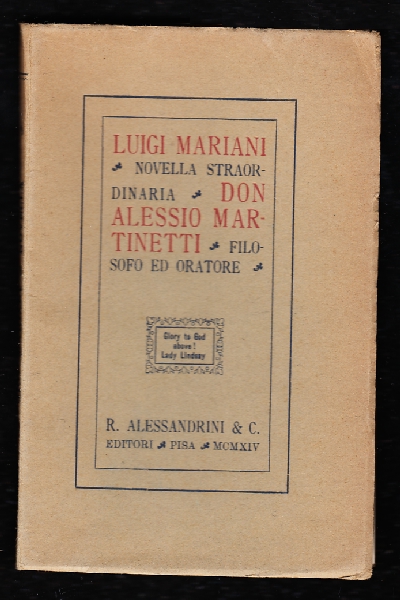 LUIGI MARIANI
NOVELLA STRAOR-
DINARIA DON
ALESSIO MAR-
TINETTI FILO-
SOFO ED ORATORE
Glory to God
above!
Lady Lindsay
R. ALESSANDRINI & C.
EDITORI PISA MCMXIV